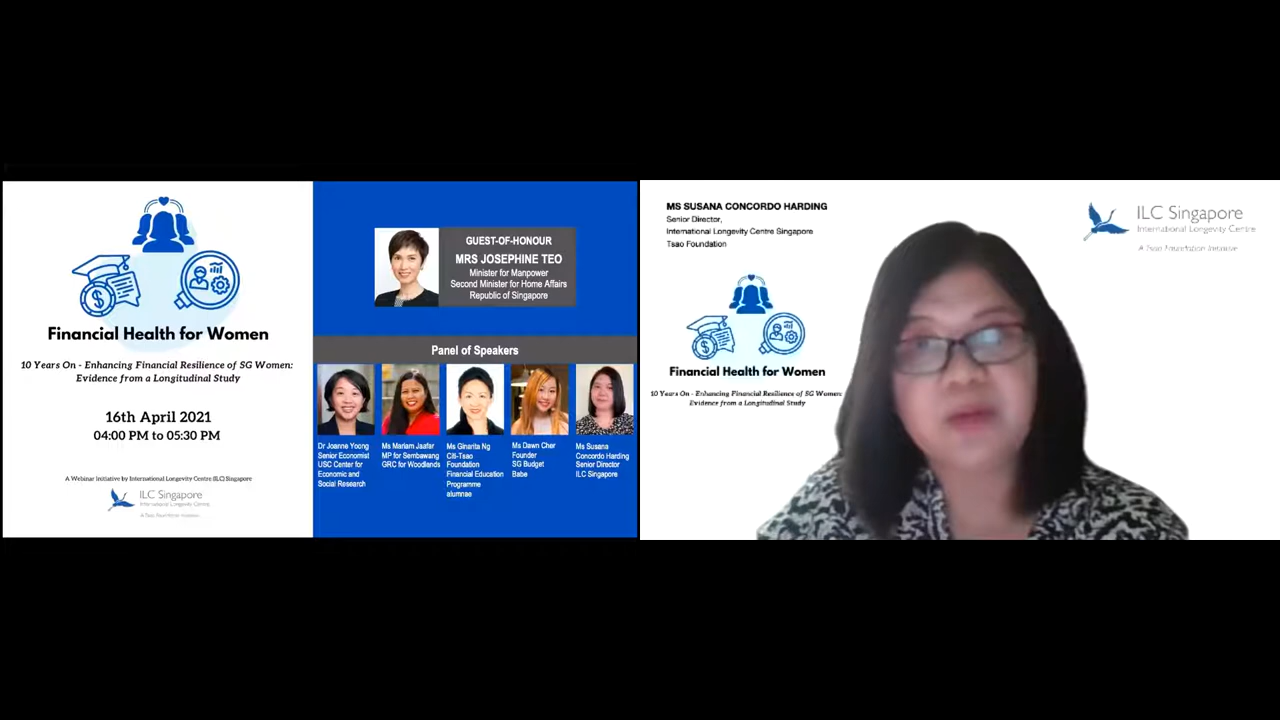 Financial Health for Women
10 Years On - Enhancing Financial Resilience of SG Women:
Evidence from a Longitudinal Study
16th April 2021
04:00 PM to 05:30 PM
A Webinar Initiative by International Longevity Centre (ILC) Singapore
ILC Singapore
International Longevity Centre
A Tsao Foundation Initiative
GUEST-OF-HONOUR
MRS JOSEPHINE TEO
Minister for Manpower
Second Minister for Home Affairs
Republic of Singapore
Panel of Speakers
Dr Joanne Yoong
Senior Economist
USC Center for
Economic and
Social Research
Ms Mariam Jaafar
MP for Sembawang
GRC for Woodlands
Ms Ginarita Ng
Citi-Tsao
Foundation
Financial Education
Programme
alumnae
Ms Dawn Cher
Founder
SG Budget
Babe
Ms Susana
Concordo Harding
Senior Director
ILC Singapore
MS SUSANA CONCORDO HARDING
Senior Director,
International Longevity Centre Singapore
Tsao Foundation
Financial Health for Women
10 Years On - Enhancing Financial Resilience of SG Women:
Evidence from a Longitudinal Study
ILC Singapore
International Longevity Centre
A Tsao Foundation Initiative